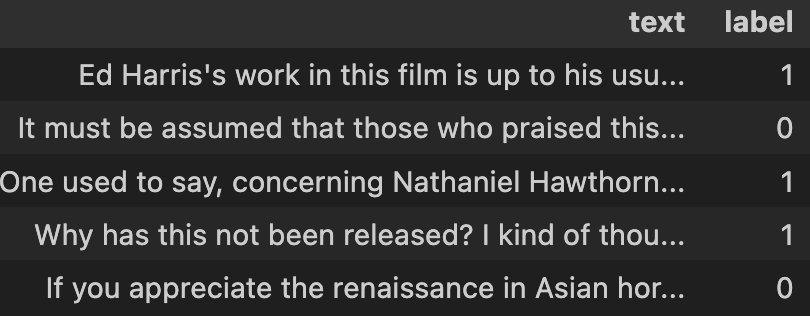 text label
Ed Harris's work in this film is up to his usu... 1
It must be assumed that those who praised this... 0
One used to say, concerning Nathaniel Hawthorn... 1
Why has this not been released? I kind of thou... 1
If you appreciate the renaissance in Asian hor... 0